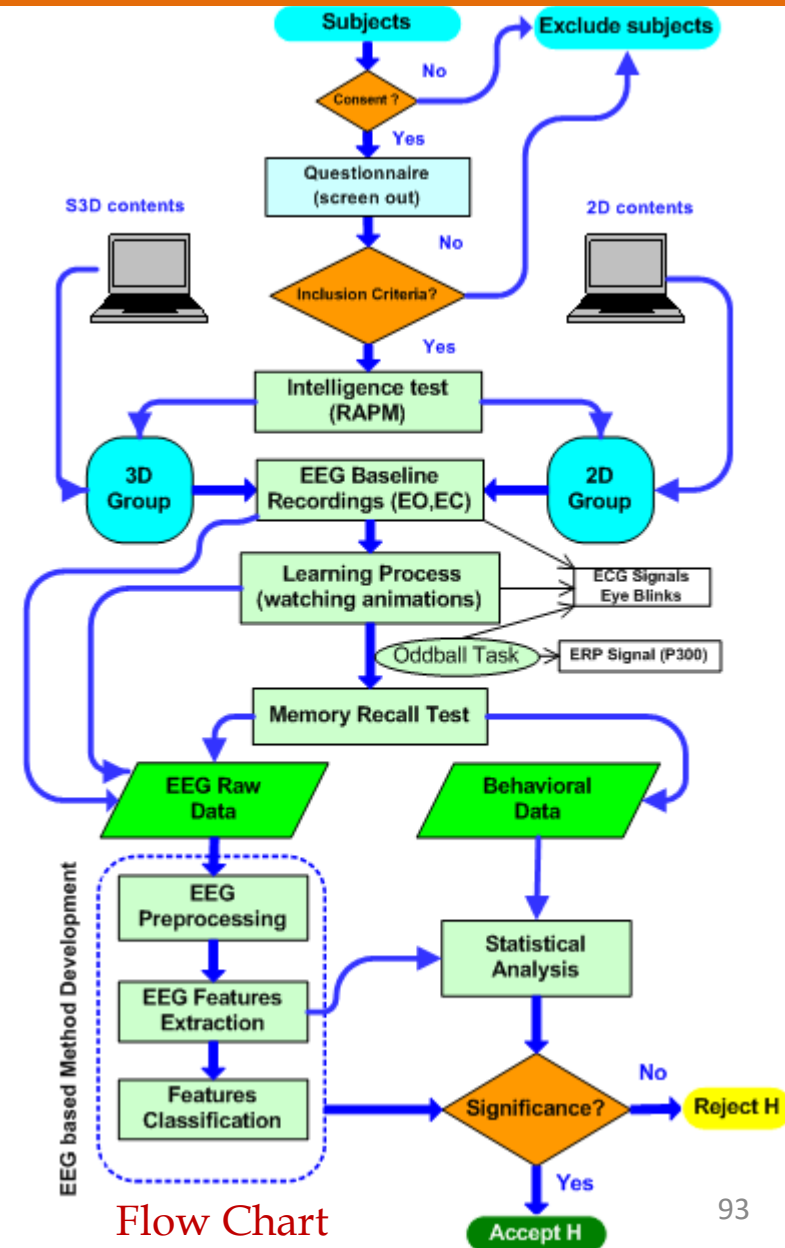 Subjects
Exclude subjects
No
Consent ?
Yes
Questionnaire
(screen out)
S3D contents
2D contents
No
Inclusion Criteria?
Yes
Intelligence test
(RAPM)
3D
Group
EEG Baseline
Recordings (EO,EC)
2D
Group
Learning Process
(watching animations)
ECG Signals
Eye Blinks
Oddball Task
ERP Signal (P300)
Memory Recall Test
EEG Raw
Data
Behavioral
Data
EEG based Method Development
EEG
Preprocessing
Statistical
Analysis
EEG Features
Extraction
Features
Classification
Significance?
No
Reject H
Yes
Accept H
Flow Chart
93